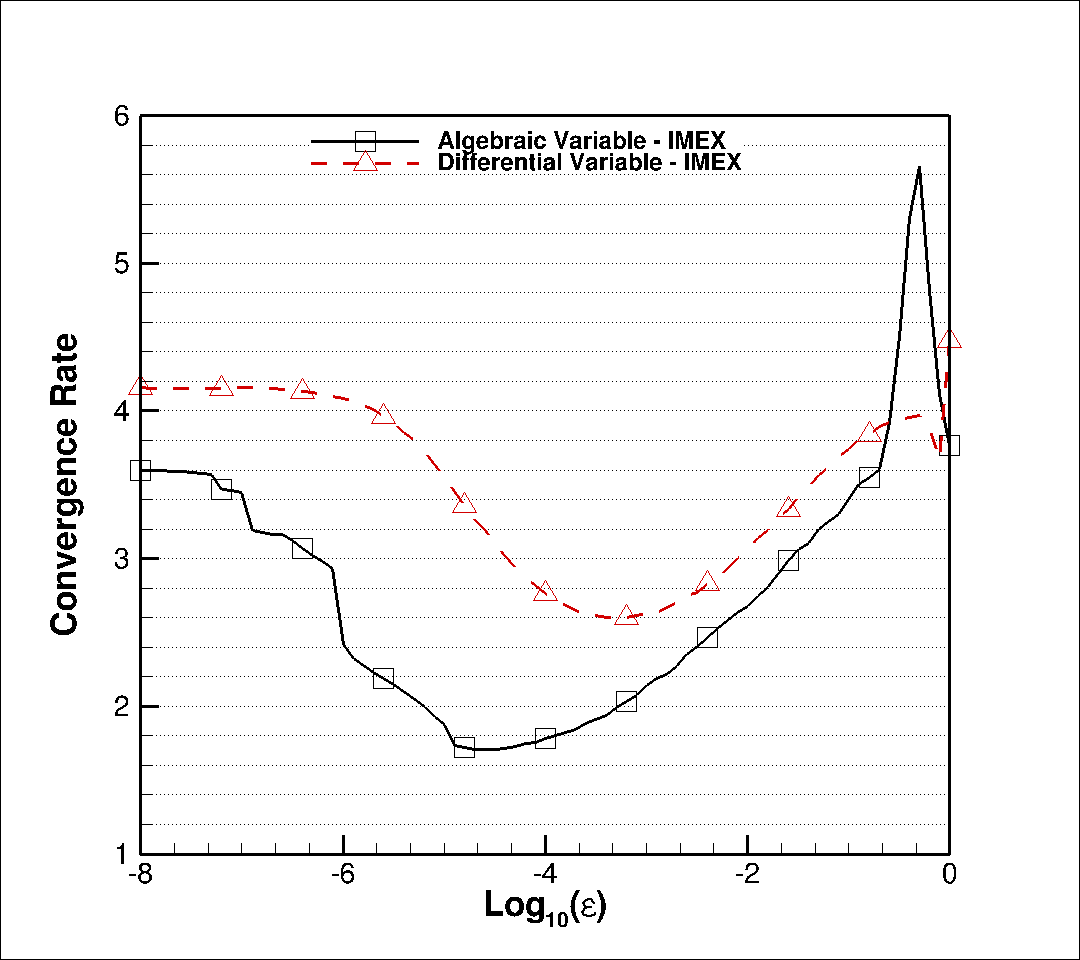 6
Algebraic Variable - IMEX
Differential Variable - IMEX
5
4
3
2
1
Convergence Rate
-8 -6 -4 -2 0
Log₁₀(ε)